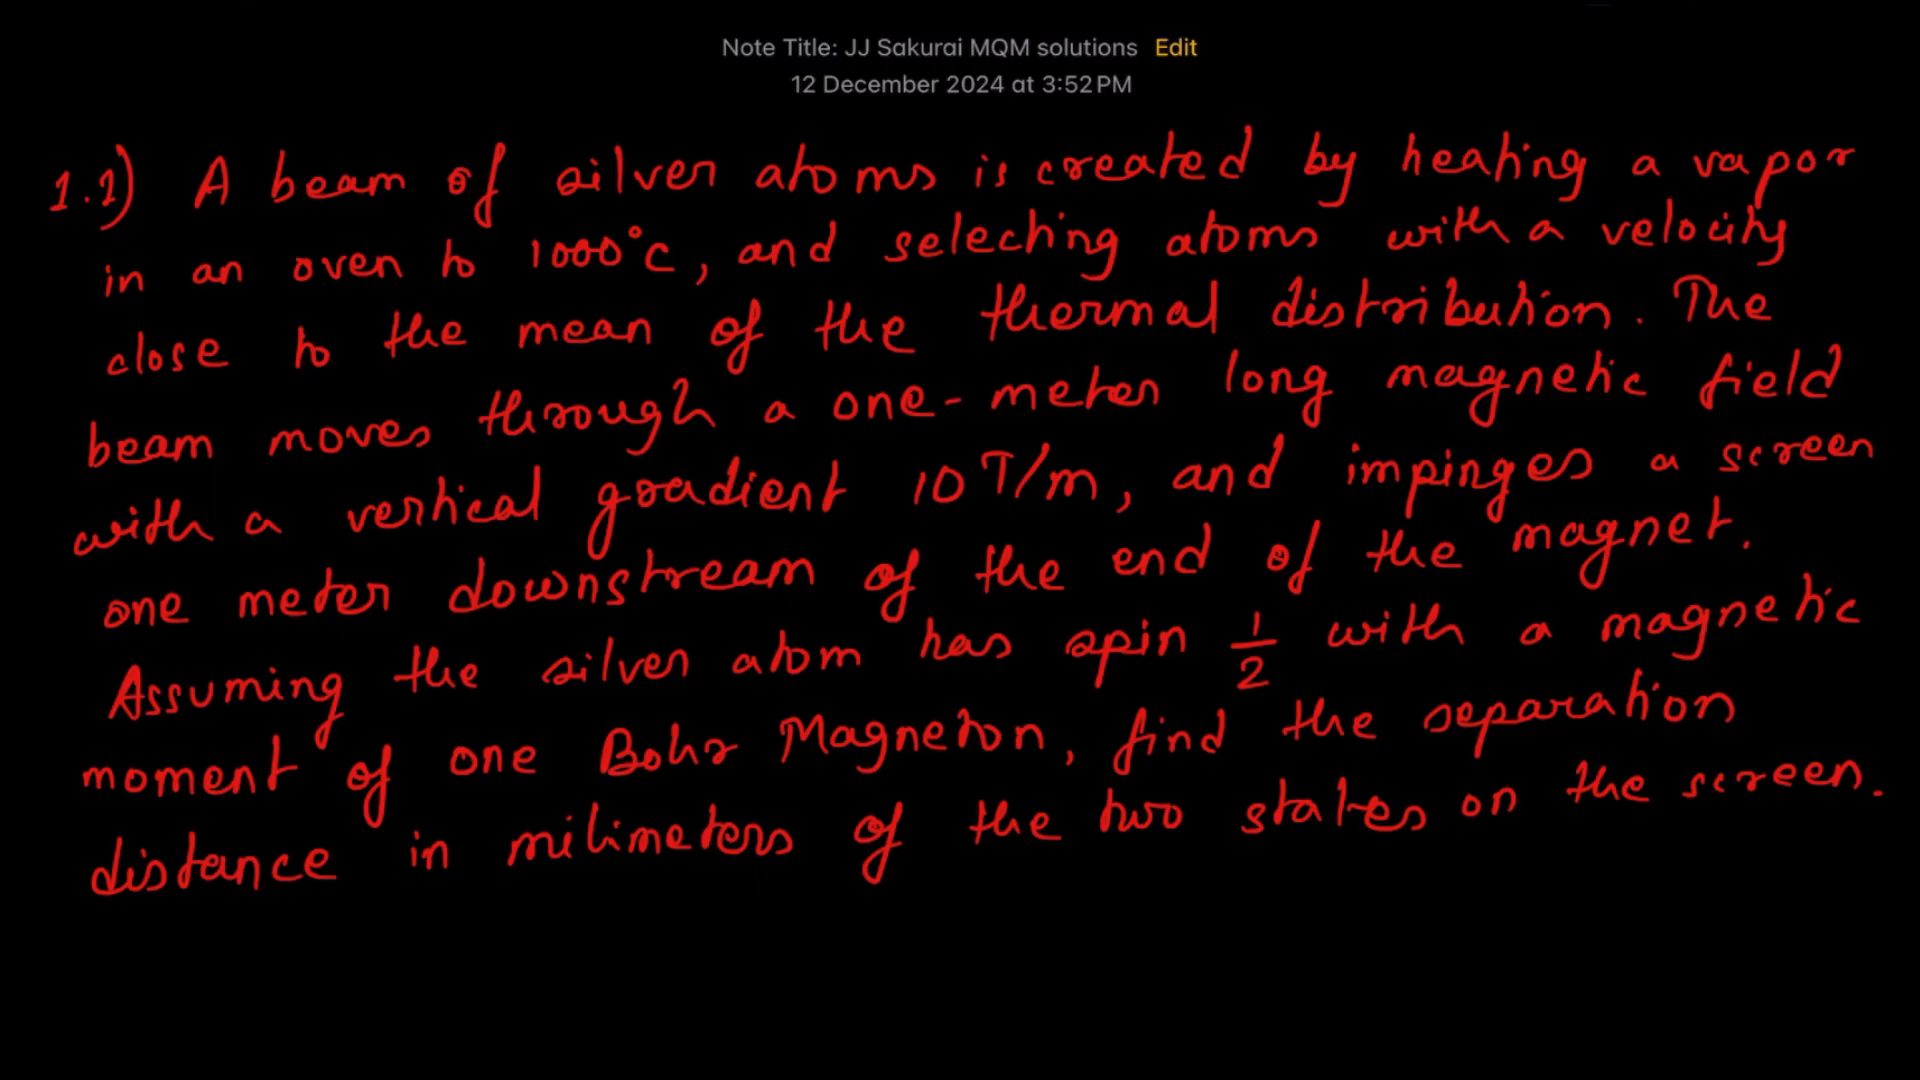 Note Title: JJ Sakurai MQM solutions Edit
12 December 2024 at 3:52 PM
1.1) A beam of silver atoms is created by heating a vapor
in an oven to 1000°c, and selecting atoms with a velocity
close to the mean of the thermal distribution. The
beam moves through a one-meter long magnetic field
with a vertical gradient 10 T/m, and impinges a screen
one meter downstream of the end of the magnet.
Assuming the silver atom has spin 1/2 with a magnetic
moment of one Bohr Magneton, find the separation
distance in milimeters of the two states on the screen.